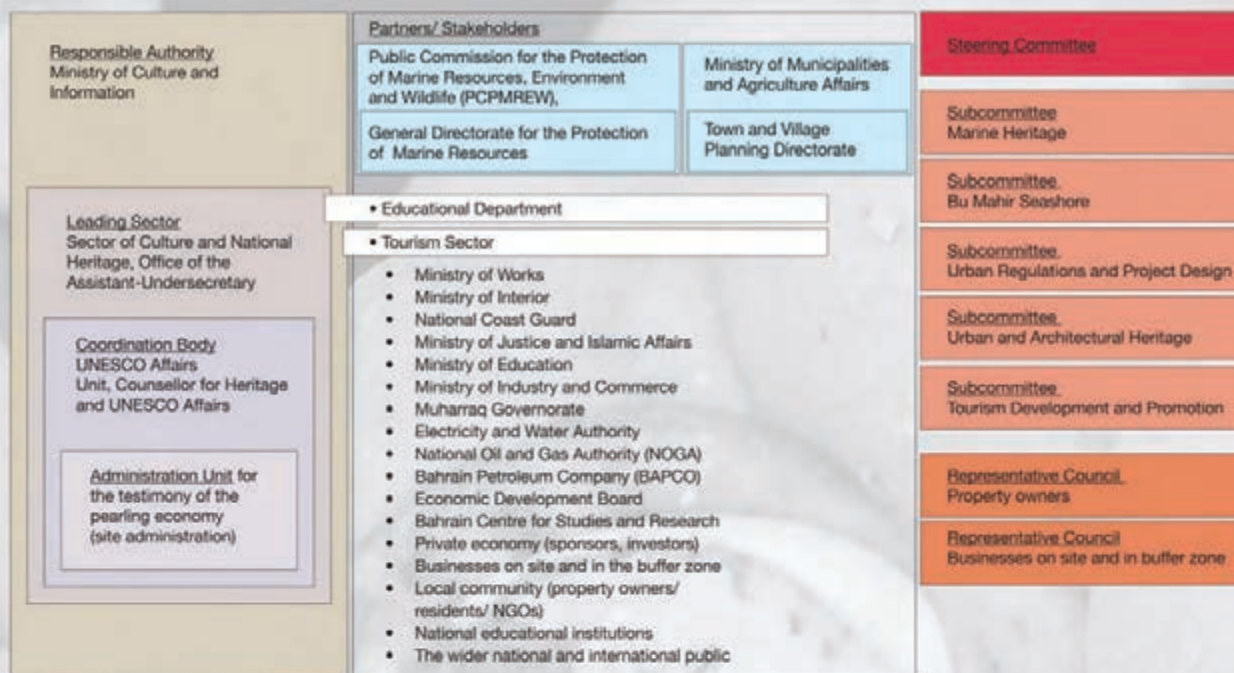 Responsible Authority
Ministry of Culture and
Information
Leading Sector
Sector of Culture and National
Heritage, Office of the
Assistant-Undersecretary
Coordination Body
UNESCO Affairs
Unit, Counsellor for Heritage
and UNESCO Affairs
Administration Unit for
the testimony of the
pearling economy
(site administration)
Partners/ Stakeholders
Public Commission for the Protection
of Marine Resources, Environment
and Wildlife (PCPMREW),
General Directorate for the Protection
of Marine Resources
Ministry of Municipalities
and Agriculture Affairs
Town and Village
Planning Directorate
• Educational Department
• Tourism Sector
• Ministry of Works
• Ministry of Interior
• National Coast Guard
• Ministry of Justice and Islamic Affairs
• Ministry of Education
• Ministry of Industry and Commerce
• Muharraq Governorate
• Electricity and Water Authority
• National Oil and Gas Authority (NOGA)
• Bahrain Petroleum Company (BAPCO)
• Economic Development Board
• Bahrain Centre for Studies and Research
• Private economy (sponsors, investors)
• Businesses on site and in the buffer zone
• Local community (property owners/
residents/ NGOs)
• National educational institutions
• The wider national and international public
Steering Committee
Subcommittee
Marine Heritage
Subcommittee
Bu Mahir Seashore
Subcommittee
Urban Regulations and Project Design
Subcommittee
Urban and Architectural Heritage
Subcommittee
Tourism Development and Promotion
Representative Council
Property owners
Representative Council
Businesses on site and in buffer zone